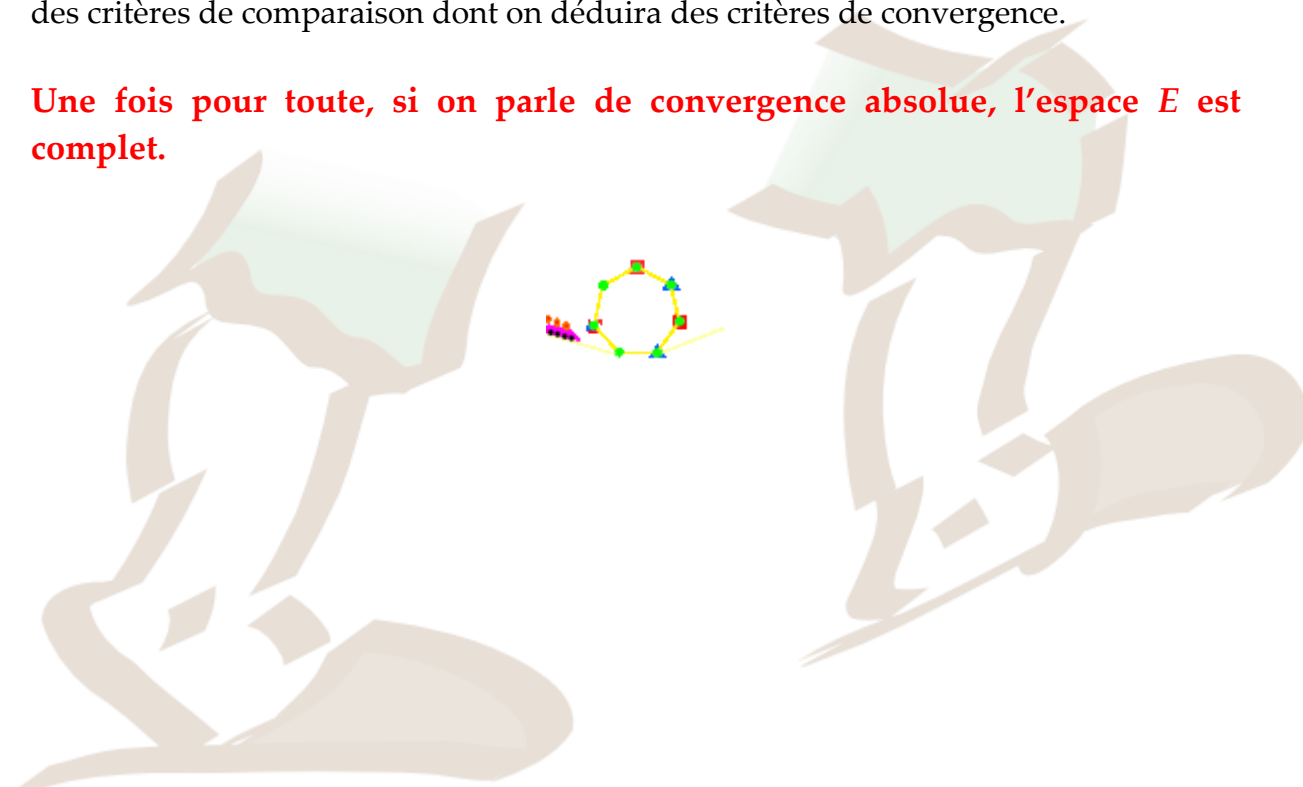 des critères de comparaison dont on déduira des critères de convergence.
Une fois pour toute, si on parle de convergence absolue, l'espace E est
complet.